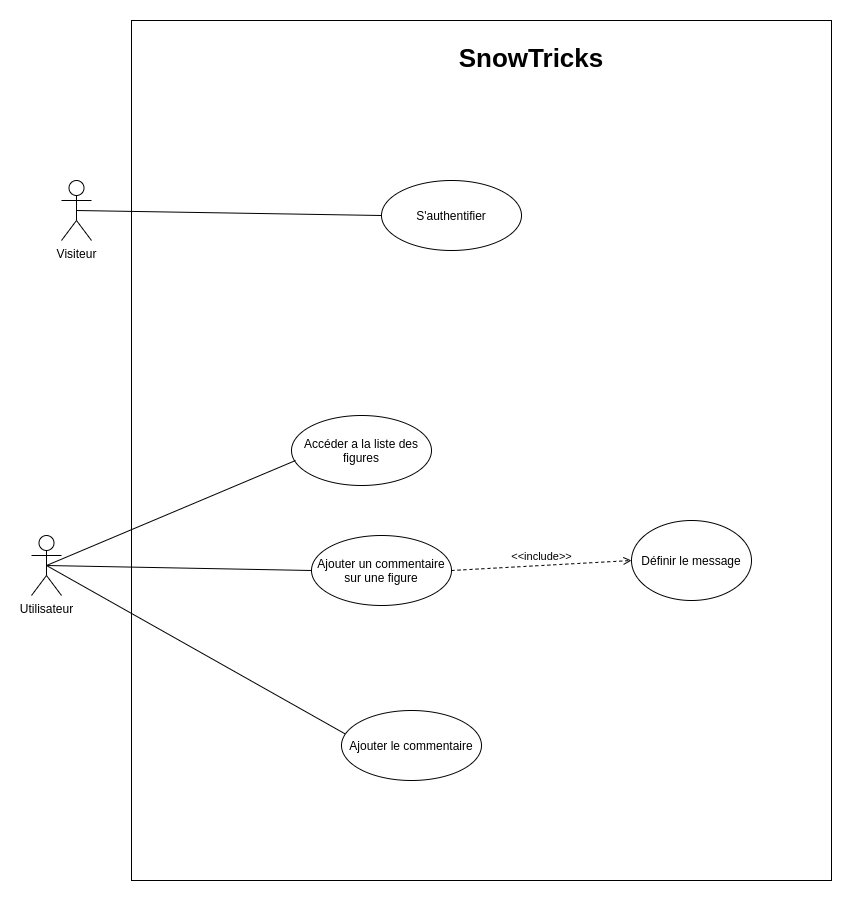 SnowTricks
S'authentifier
Visiteur
Accéder a la liste des
figures
Ajouter un commentaire
sur une figure
<<include>>
Définir le message
Utilisateur
Ajouter le commentaire